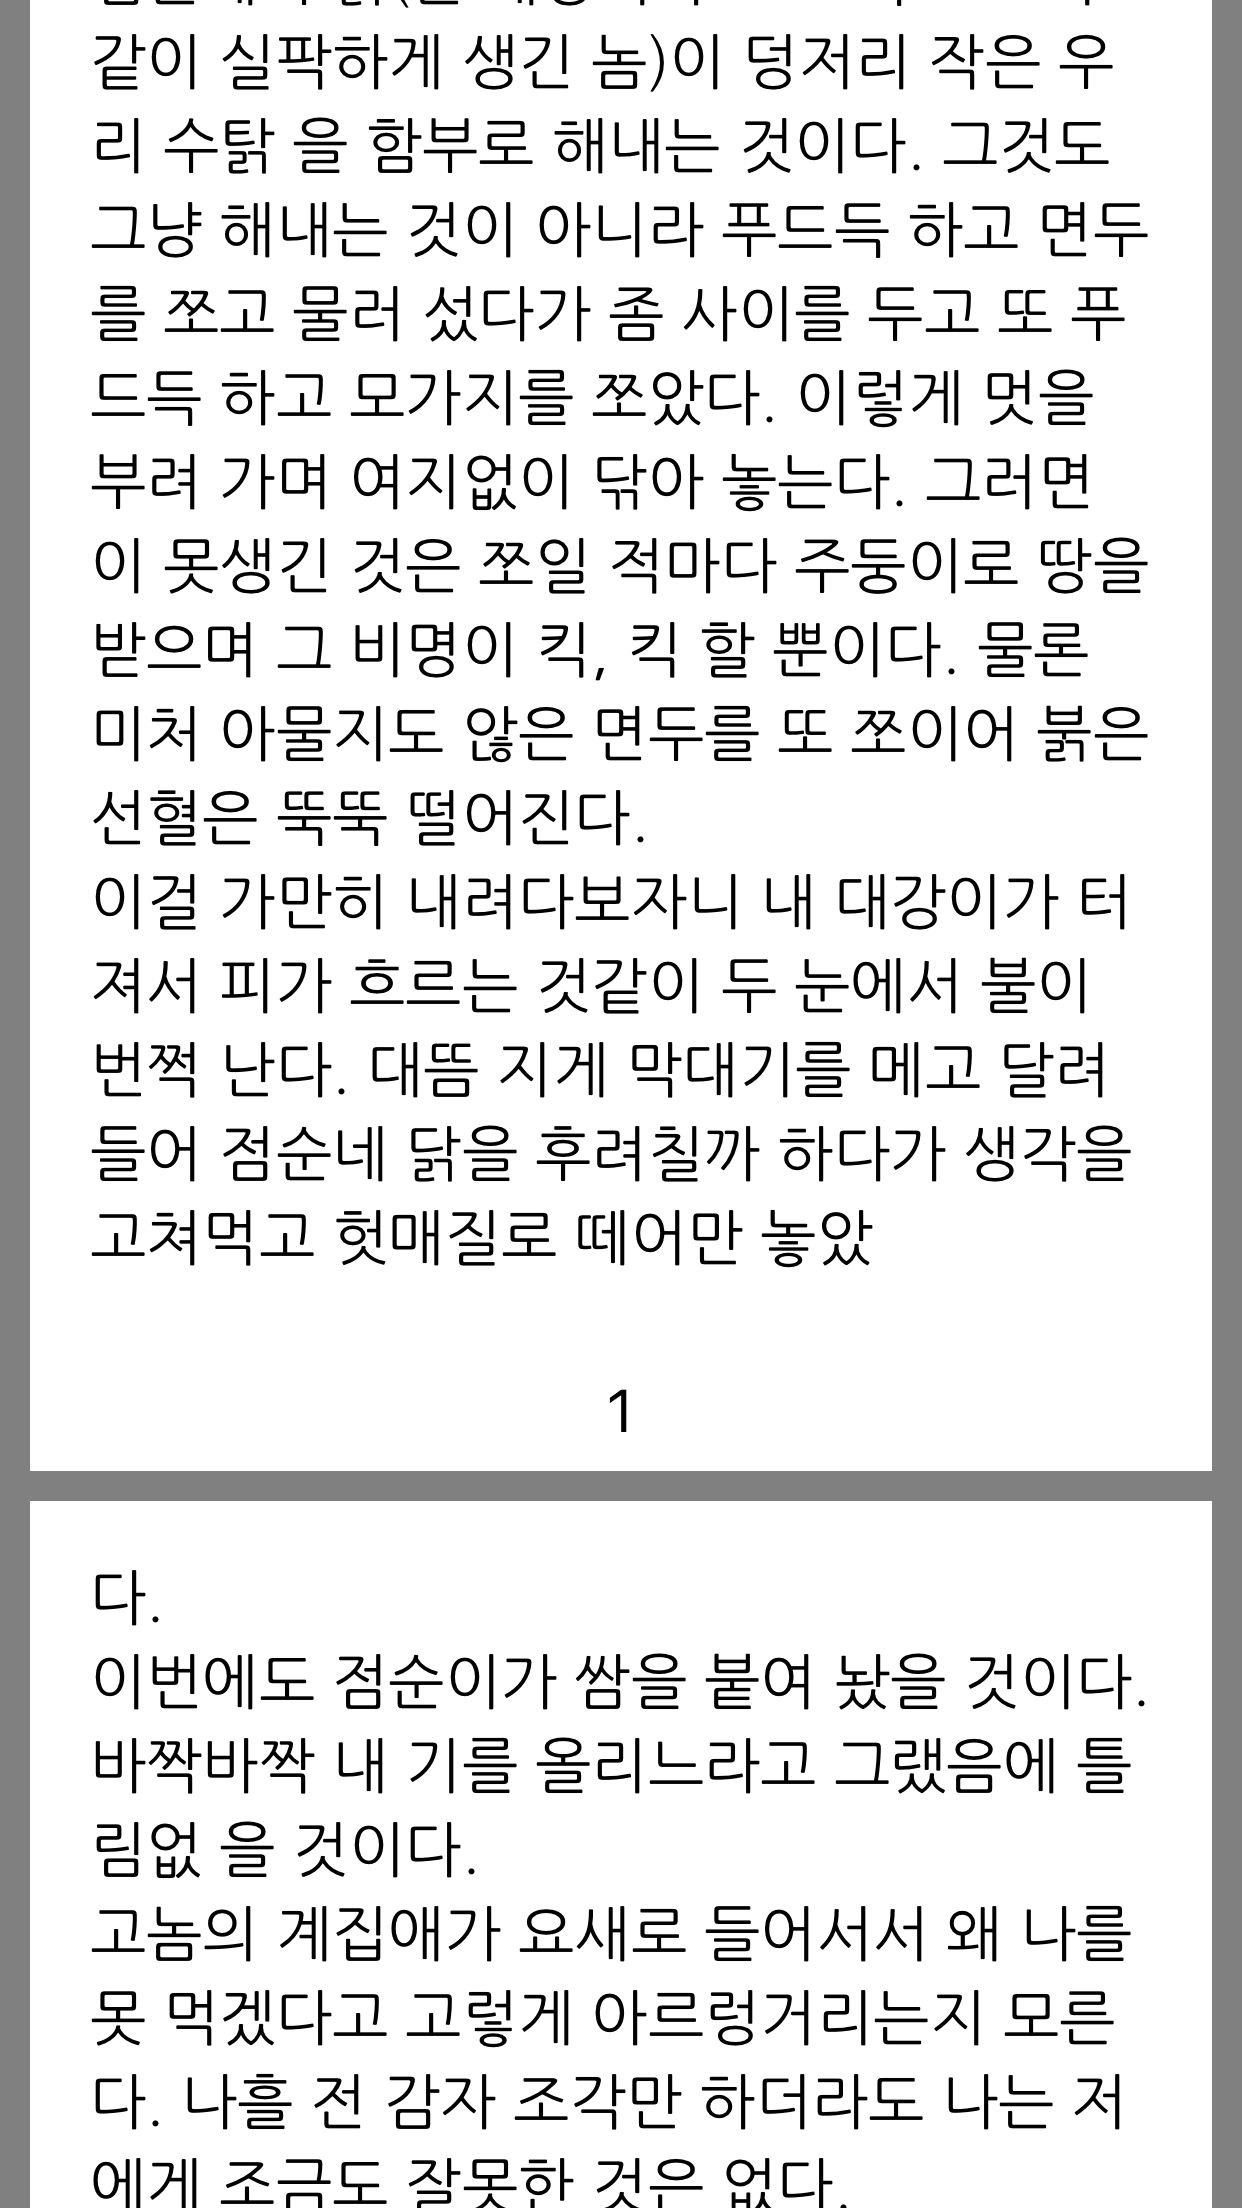 같이 실팍하게 생긴 놈)이 덩저리 작은 우
리 수탉 을 함부로 해내는 것이다. 그것도
그냥 해내는 것이 아니라 푸드득 하고 면두
를 쪼고 물러 섰다가 좀 사이를 두고 또 푸
드득 하고 모가지를 쪼았다. 이렇게 멋을
부려 가며 여지없이 닦아 놓는다. 그러면
이 못생긴 것은 쪼일 적마다 주둥이로 땅을
받으며 그 비명이 킥, 킥 할 뿐이다. 물론
미처 아물지도 않은 면두를 또 쪼이어 붉은
선혈은 뚝뚝 떨어진다.
이걸 가만히 내려다보자니 내 대강이가 터
져서 피가 흐르는 것같이 두 눈에서 불이
번쩍 난다. 대뜸 지게 막대기를 메고 달려
들어 점순네 닭을 후려칠까 하다가 생각을
고쳐먹고 헛매질로 떼어만 놓았
1
다.
이번에도 점순이가 쌈을 붙여 놨을 것이다.
바짝바짝 내 기를 올리느라고 그랬음에 틀
림없 을 것이다.
고놈의 계집애가 요새로 들어서서 왜 나를
못 먹겠다고 고렇게 아르렁거리는지 모른
다. 나흘 전 감자 조각만 하더라도 나는 저
에게 조금도 잘못한 것은 없다.